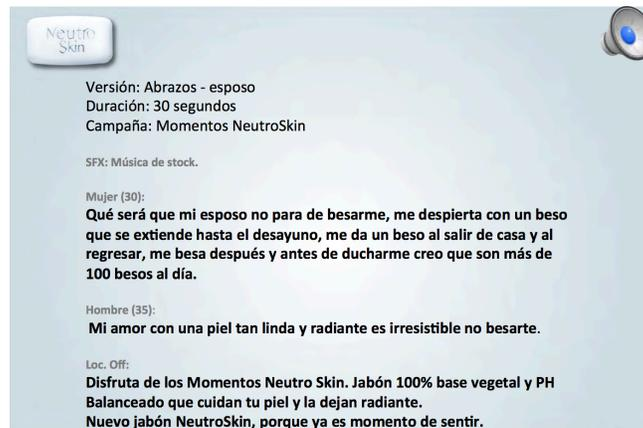 Neutro
Skin
Versión: Abrazos - esposo
Duración: 30 segundos
Campaña: Momentos NeutroSkin
SFX: Música de stock.
Mujer (30):
Qué será que mi esposo no para de besarme, me despierta con un beso
que se extiende hasta el desayuno, me da un beso al salir de casa y al
regresar, me besa después y antes de ducharme creo que son más de
100 besos al día.
Hombre (35):
Mi amor con una piel tan linda y radiante es irresistible no besarte.
Loc. Off:
Disfruta de los Momentos Neutro Skin. Jabón 100% base vegetal y PH
Balanceado que cuidan tu piel y la dejan radiante.
Nuevo jabón NeutroSkin, porque ya es momento de sentir.